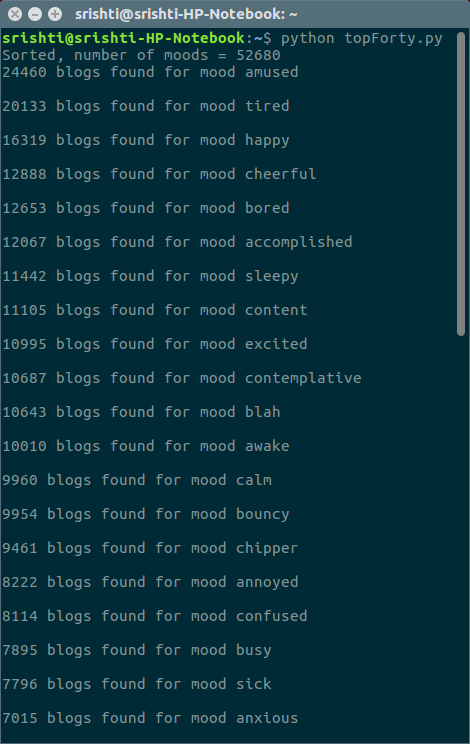 srishti@srishti-HP-Notebook: ~
srishti@srishti-HP-Notebook:~$ python topForty.py
Sorted, number of moods = 52680
24460 blogs found for mood amused
20133 blogs found for mood tired
16319 blogs found for mood happy
12888 blogs found for mood cheerful
12653 blogs found for mood bored
12067 blogs found for mood accomplished
11442 blogs found for mood sleepy
11105 blogs found for mood content
10995 blogs found for mood excited
10687 blogs found for mood contemplative
10643 blogs found for mood blah
10010 blogs found for mood awake
9960 blogs found for mood calm
9954 blogs found for mood bouncy
9461 blogs found for mood chipper
8222 blogs found for mood annoyed
8114 blogs found for mood confused
7895 blogs found for mood busy
7796 blogs found for mood sick
7015 blogs found for mood anxious